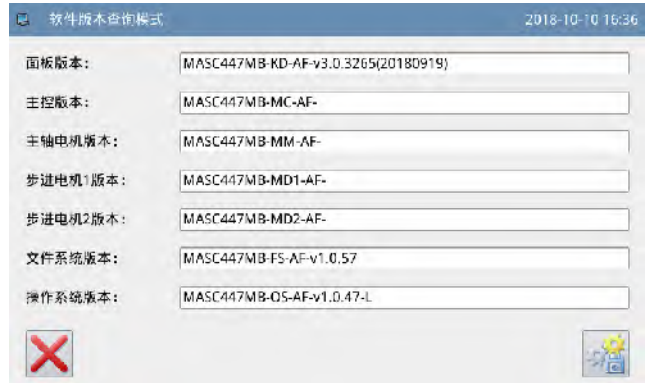 软件版本查询模式 2018-10-10 16:36
面板版本: MASC447MB-KD-AF-v3.0.3265(20180919)
主控版本: MASC447MB-MC-AF-
主轴电机版本: MASC447MB-MM-AF-
步进电机1版本: MASC447MB-MD1-AF-
步进电机2版本: MASC447MB-MD2-AF-
文件系统版本: MASC447MB-FS-AF-v1.0.57
操作系统版本: MASC447MB-OS-AF-v1.0.47-L